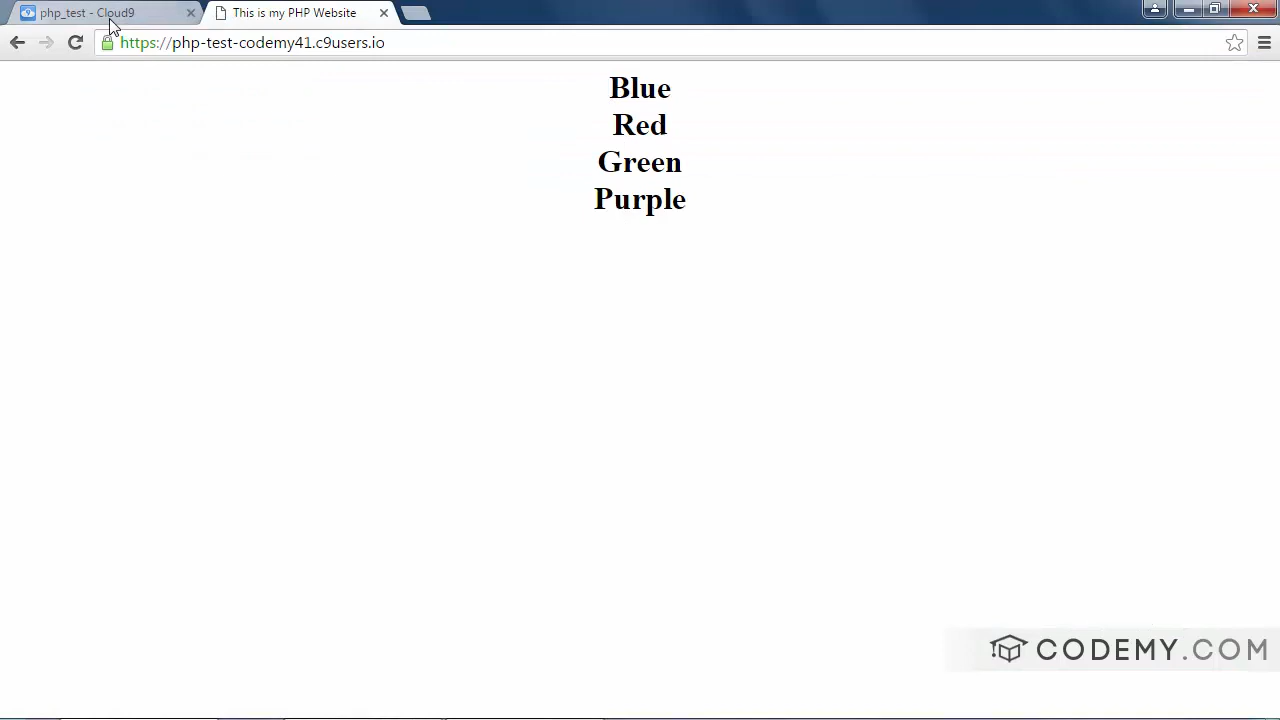 php_test - Cloud9
This is my PHP Website
https://php-test-codemy41.c9users.io
Blue
Red
Green
Purple
CODEMY.COM